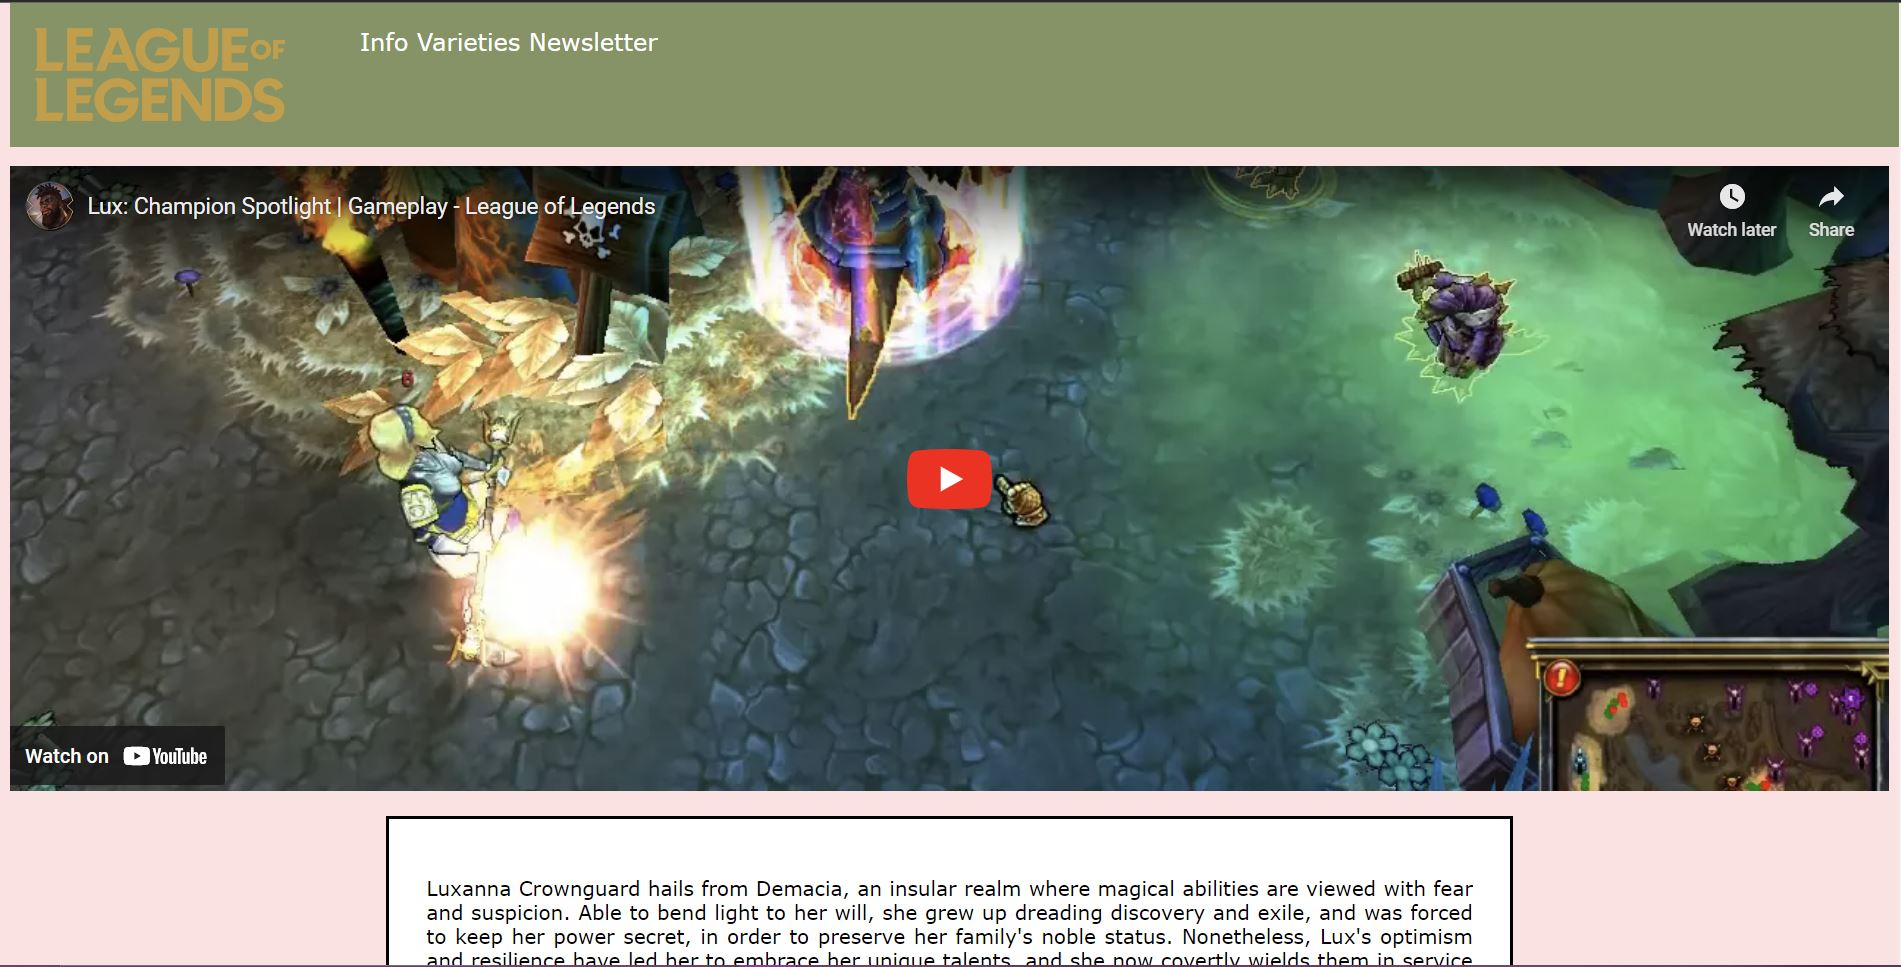 LEAGUE OF
LEGENDS
Info Varieties Newsletter
Lux: Champion Spotlight | Gameplay - League of Legends
Watch later
Share
6
Watch on YouTube
Luxanna Crownguard hails from Demacia, an insular realm where magical abilities are viewed with fear
and suspicion. Able to bend light to her will, she grew up dreading discovery and exile, and was forced
to keep her power secret, in order to preserve her family's noble status. Nonetheless, Lux's optimism
and resilience have led her to embrace her unique talents, and she now covertly wields them in service